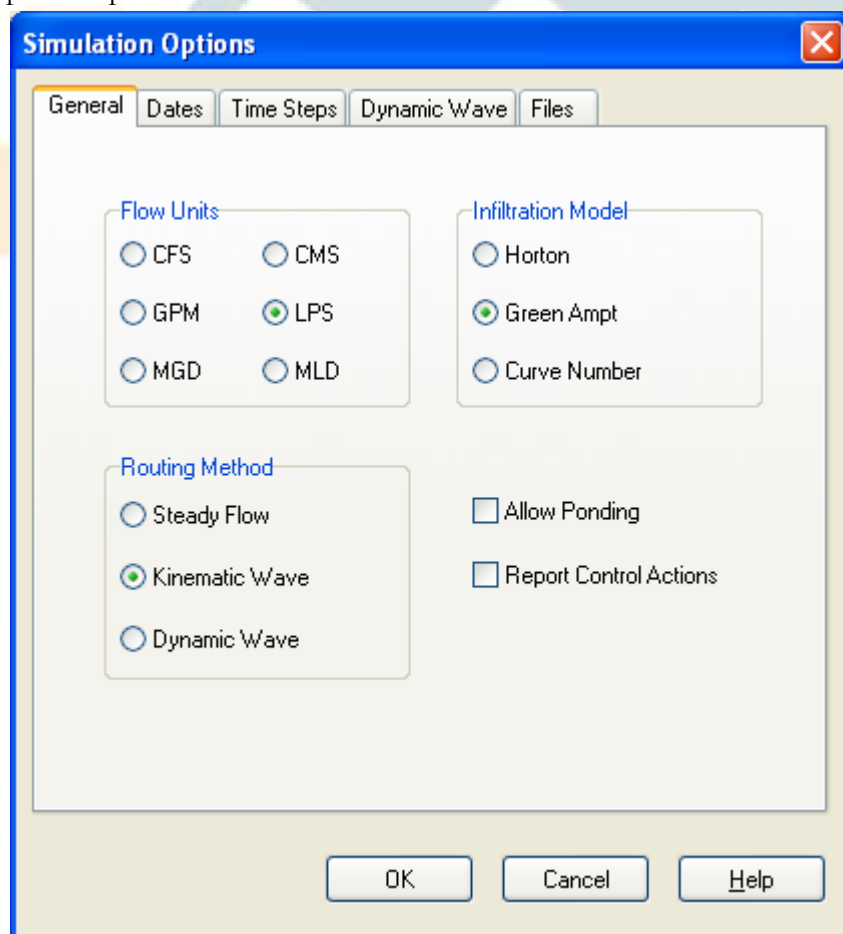 Simulation Options
General Dates Time Steps Dynamic Wave Files
Flow Units
CFS CMS
GPM LPS
MGD MLD
Infiltration Model
Horton
Green Ampt
Curve Number
Routing Method
Steady Flow
Kinematic Wave
Dynamic Wave
Allow Ponding
Report Control Actions
OK Cancel Help